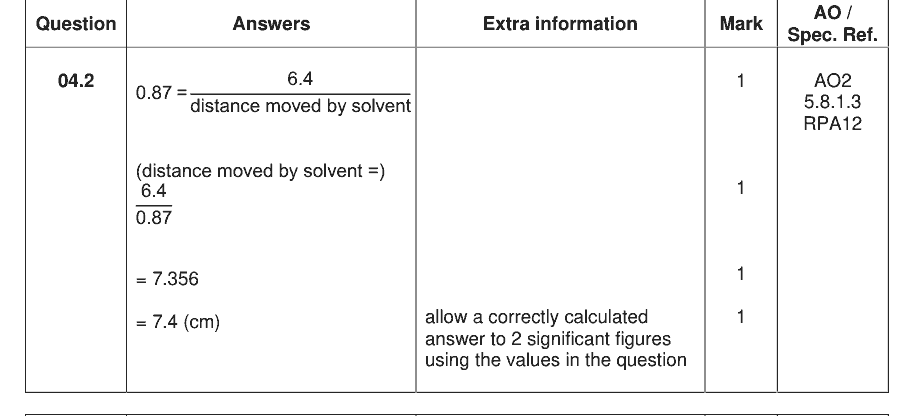 Question Answers Extra information Mark AO /
Spec. Ref.
04.2
0.87 = 6.4
distance moved by solvent
1
AO2
5.8.1.3
RPA12
(distance moved by solvent =)
6.4
0.87
1
= 7.356
1
= 7.4 (cm)
allow a correctly calculated
answer to 2 significant figures
using the values in the question
1